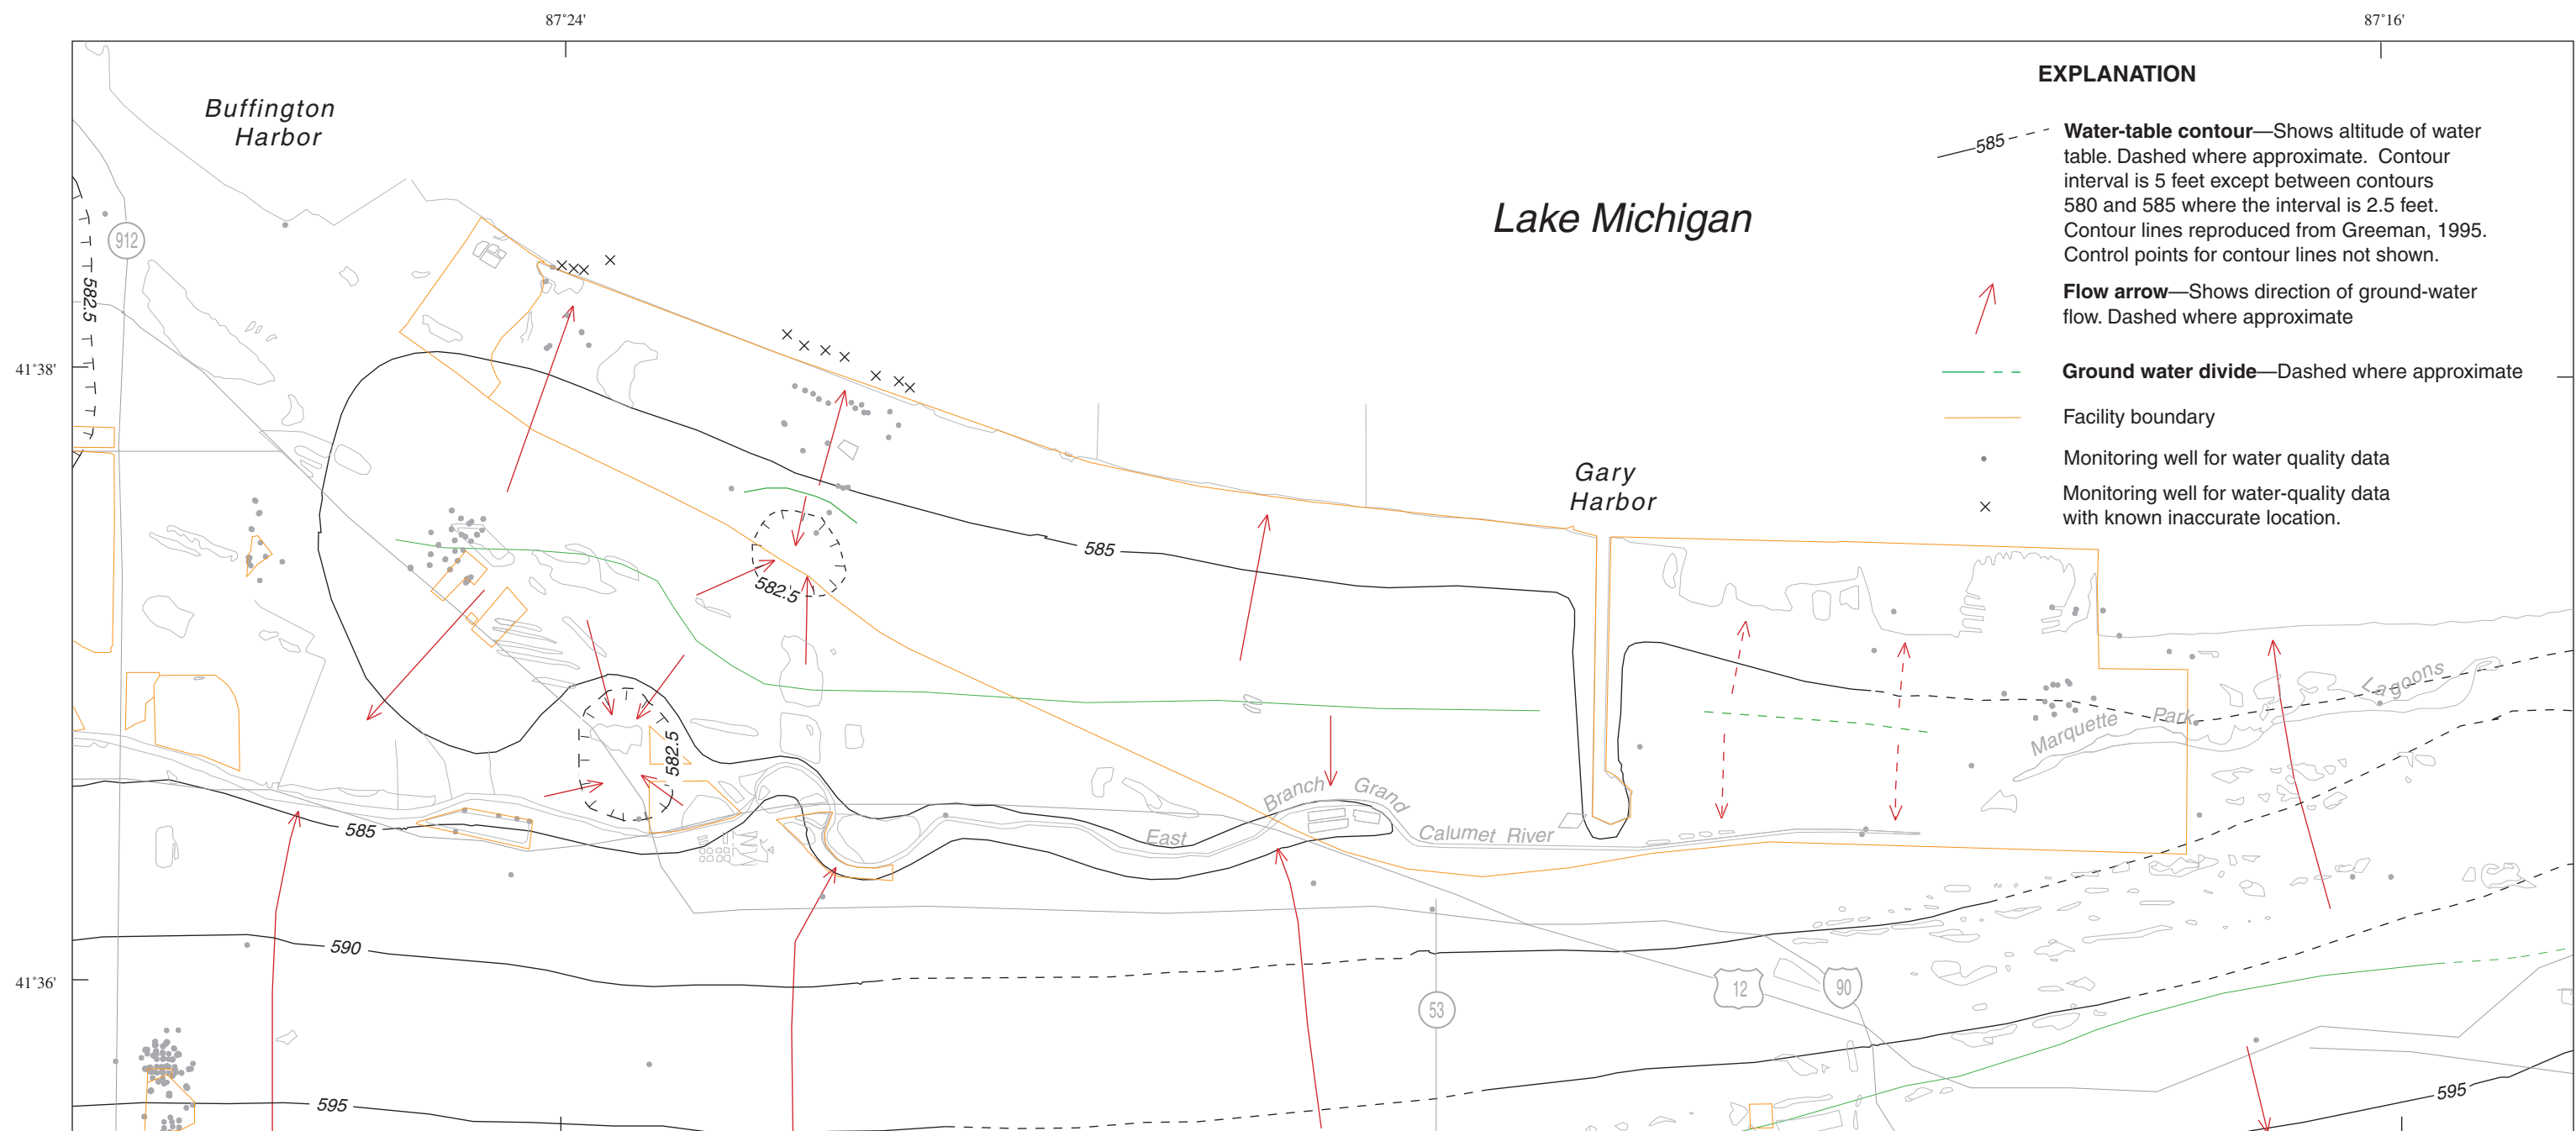 87°24'
87°16'
EXPLANATION
Buffington
Harbor
585
Water-table contour—Shows altitude of water
table. Dashed where approximate. Contour
interval is 5 feet except between contours
580 and 585 where the interval is 2.5 feet.
Contour lines reproduced from Greeman, 1995.
Control points for contour lines not shown.
Lake Michigan
912
582.5
Flow arrow—Shows direction of ground-water
flow. Dashed where approximate
41°38'
Ground water divide—Dashed where approximate
Facility boundary
Monitoring well for water quality data
Gary
Harbor
Monitoring well for water-quality data
with known inaccurate location.
585
582.5
Lagoons
Marquette Park
582.5
Branch Grand
585
East
Calumet River
590
41°36'
12
90
53
595
595